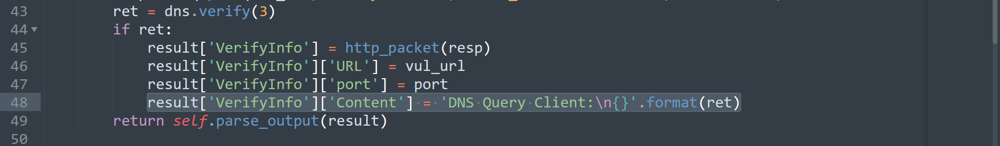 43 ret = dns.verify(3)
44 if ret:
45 result['VerifyInfo'] = http_packet(resp)
46 result['VerifyInfo']['URL'] = vul_url
47 result['VerifyInfo']['port'] = port
48 result['VerifyInfo']['Content'] = 'DNS Query Client:\n{}'.format(ret)
49 return self.parse_output(result)
50